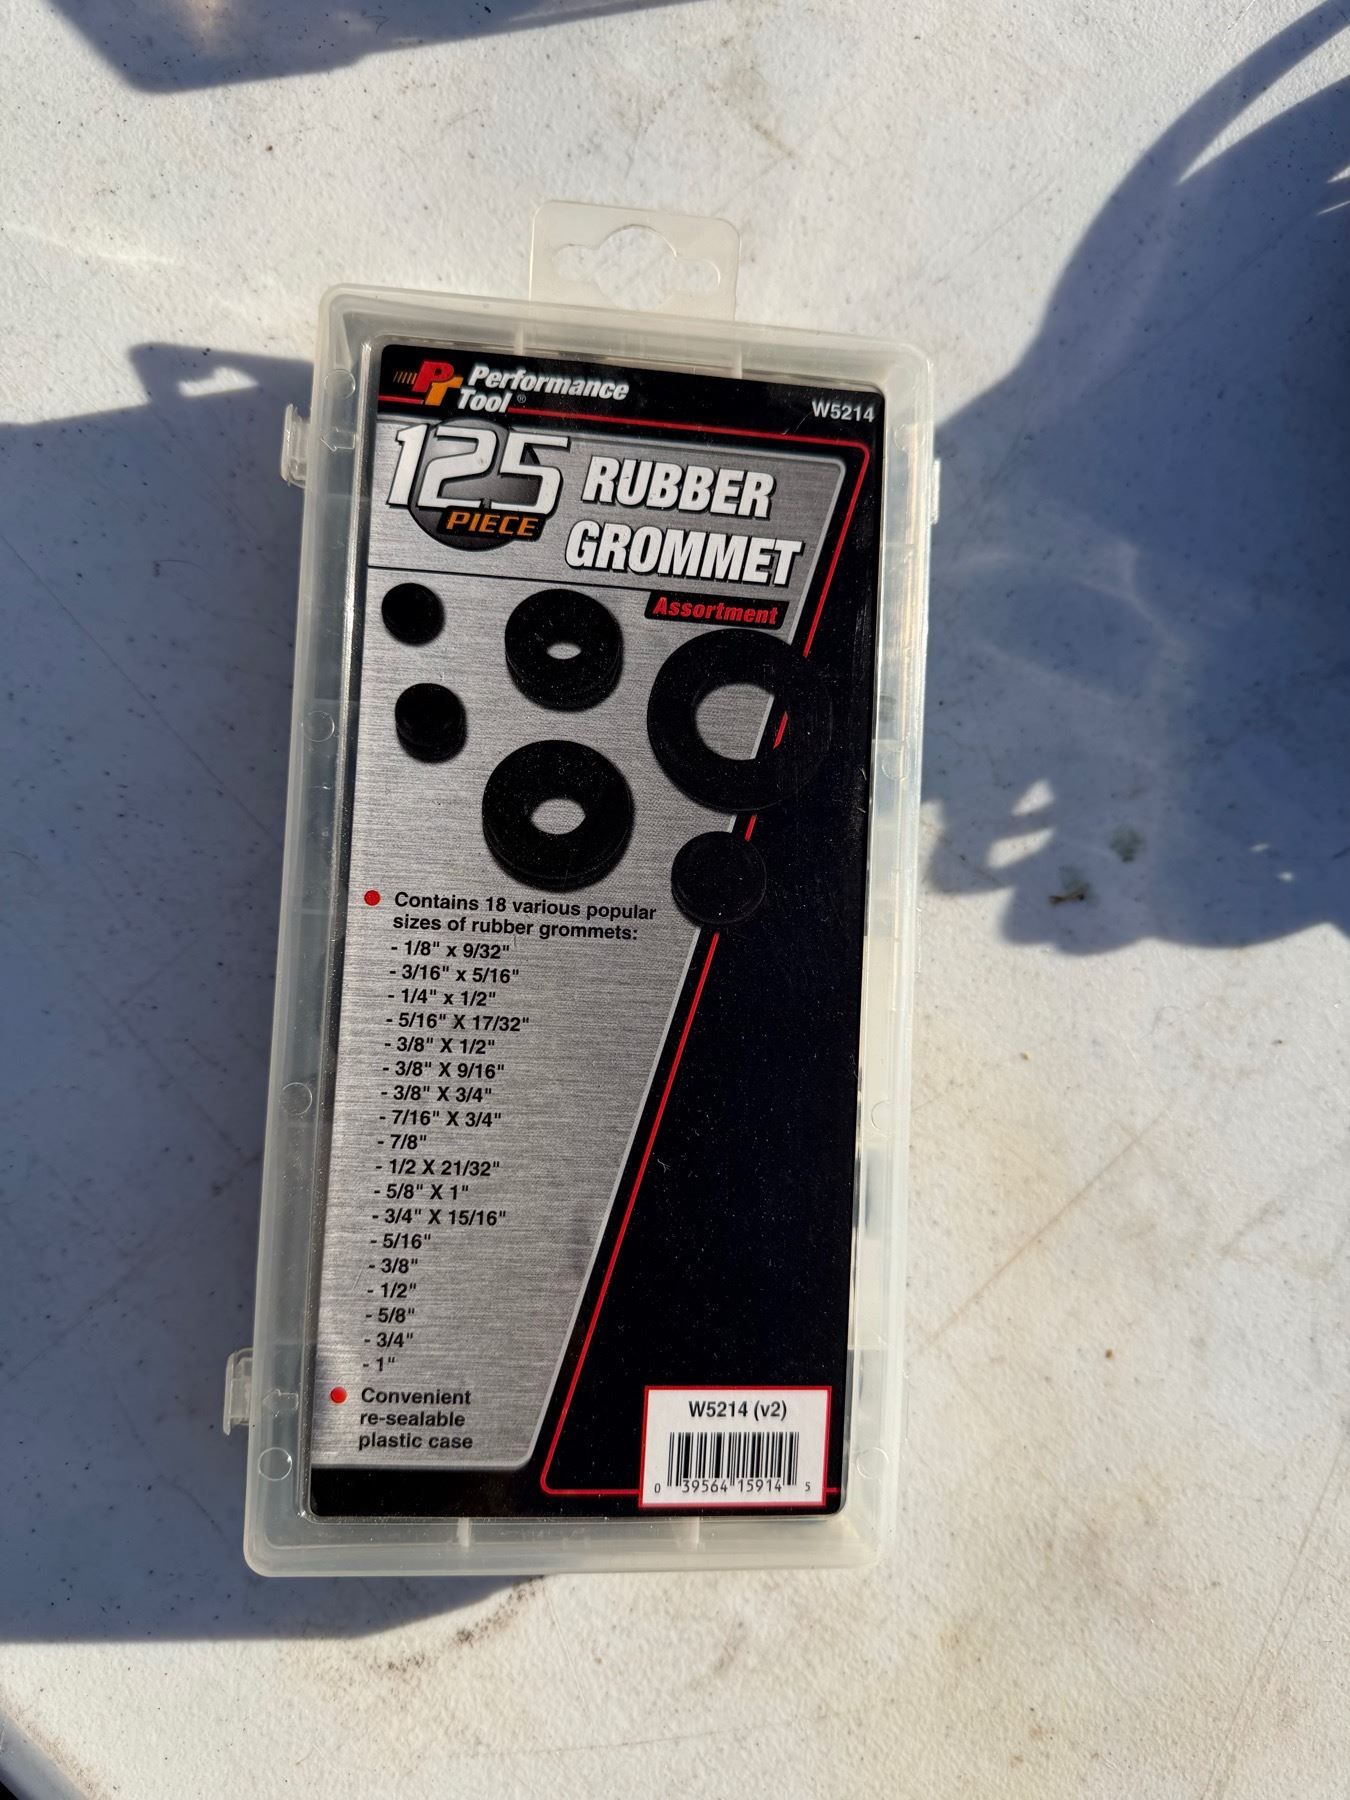 PT Performance
Tool®
W5214
125
PIECE
RUBBER
GROMMET
Assortment
Contains 18 various popular
sizes of rubber grommets:
- 1/8" x 9/32"
- 3/16" x 5/16"
- 1/4" x 1/2"
- 5/16" X 17/32"
- 3/8" X 1/2"
- 3/8" X 9/16"
- 3/8" X 3/4"
- 7/16" X 3/4"
- 7/8"
- 1/2 X 21/32"
- 5/8" X 1"
- 3/4" X 15/16"
- 5/16"
- 3/8"
- 1/2"
- 5/8"
- 3/4"
- 1"
Convenient
re-sealable
plastic case
W5214 (v2)
0 39564 15914 5